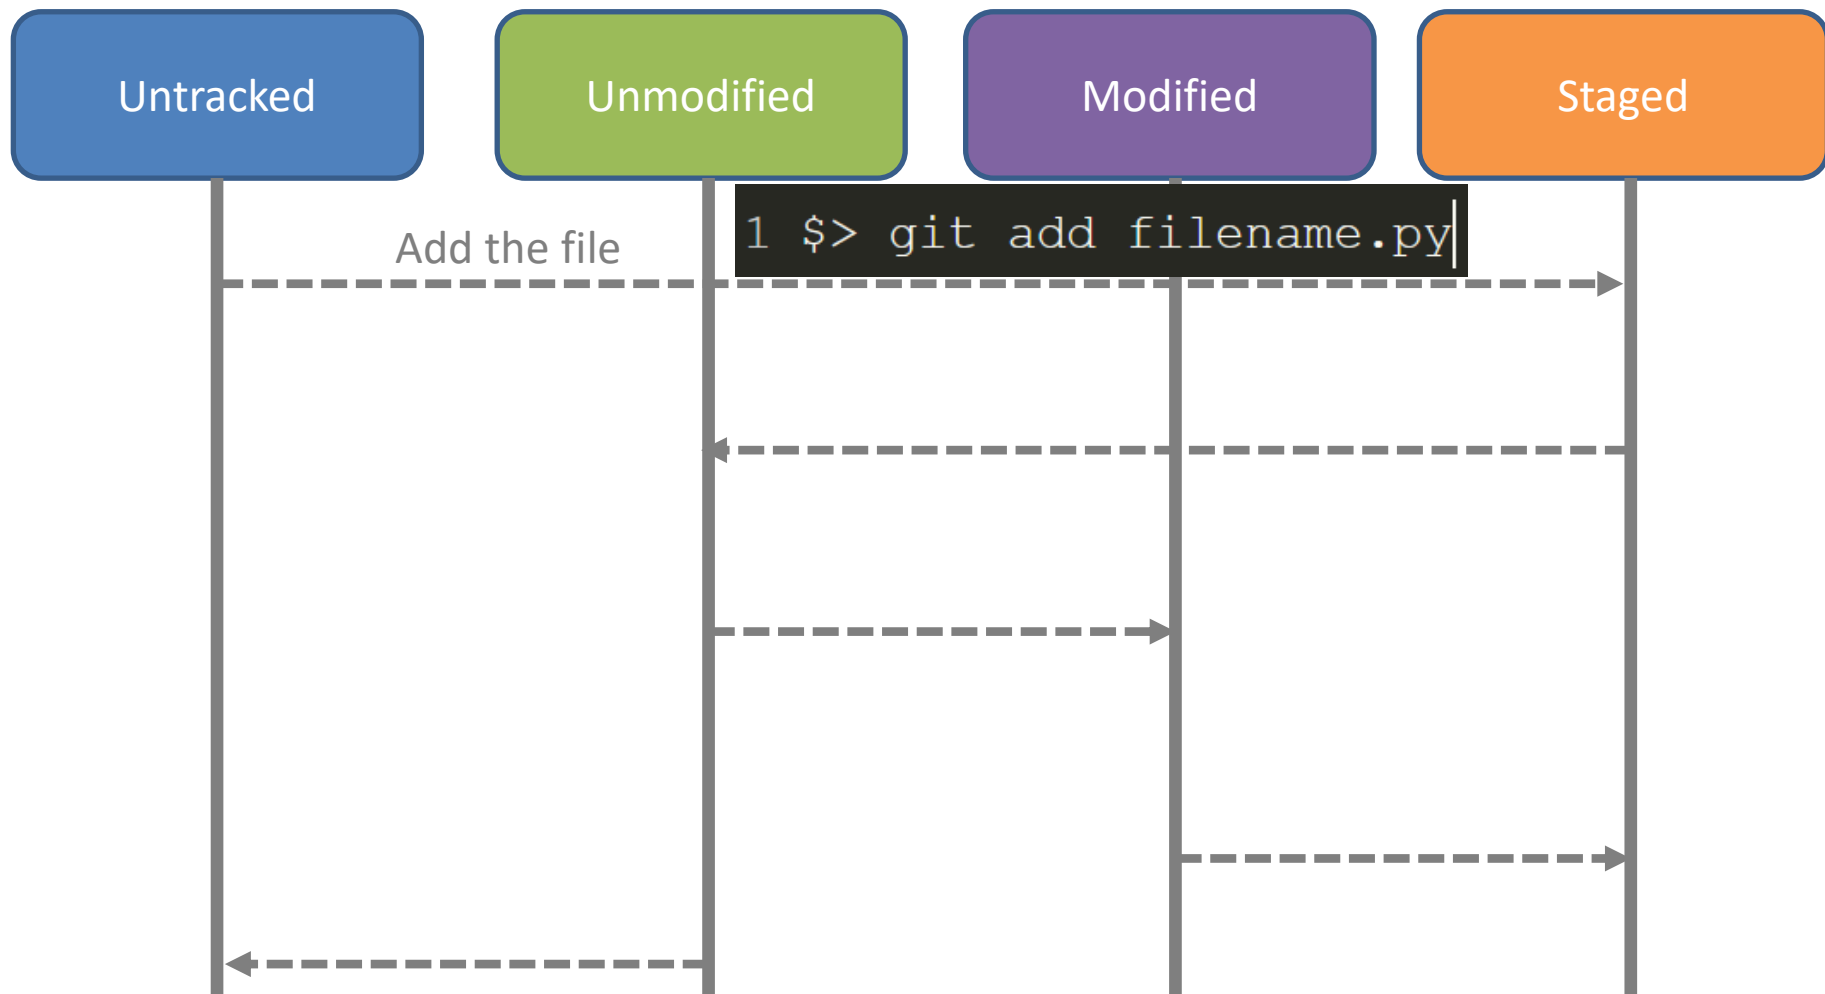 Untracked
Unmodified
Modified
Staged
Add the file
1 $> git add filename.py